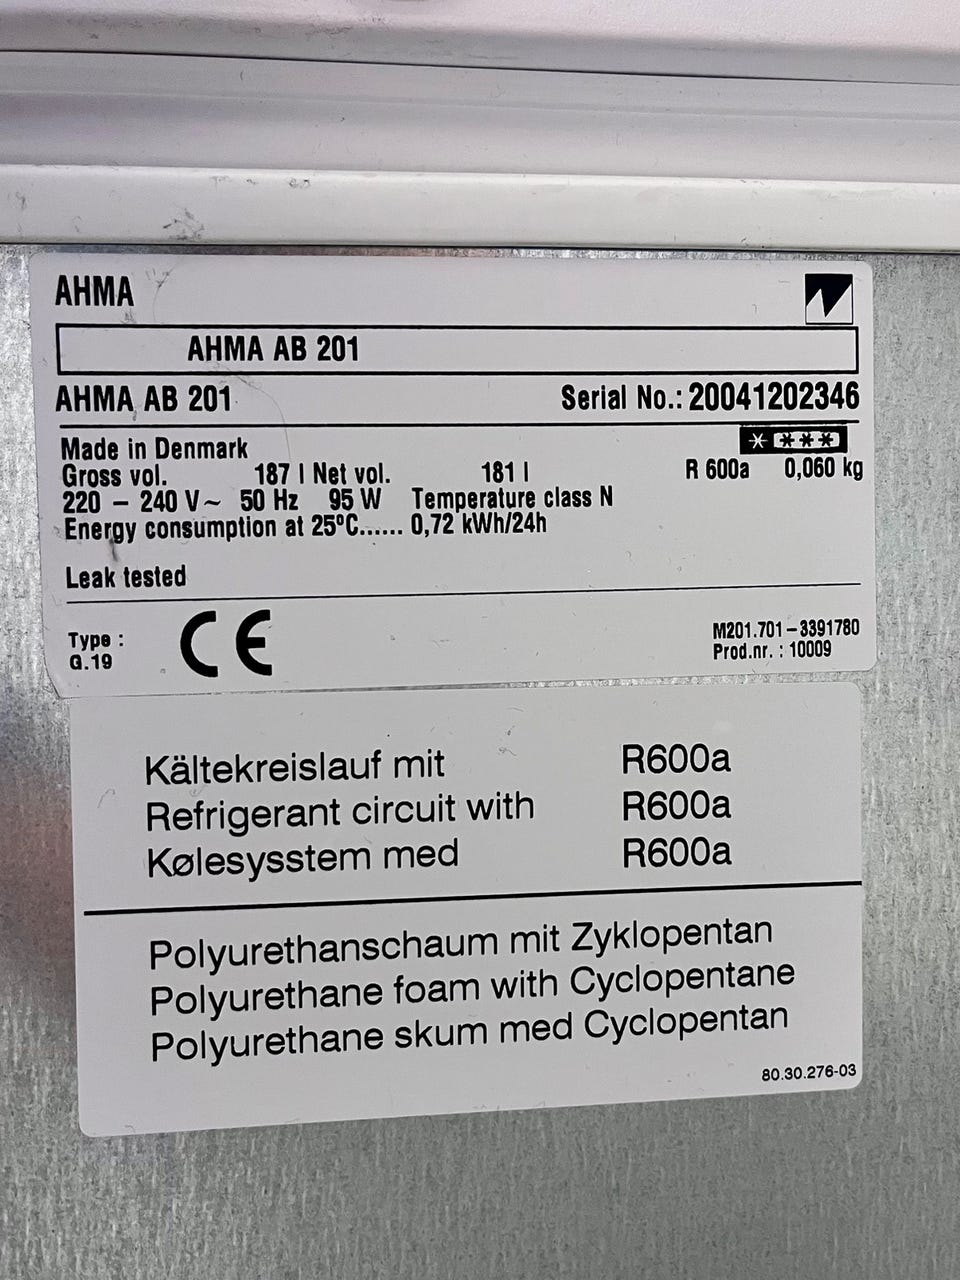 AHMA
AHMA AB 201
AHMA AB 201 Serial No.: 20041202346
Made in Denmark
Gross vol. 187 l Net vol. 181 l R 600a 0,060 kg
220 – 240 V~ 50 Hz 95 W Temperature class N
Energy consumption at 25ºC...... 0,72 kWh/24h
Leak tested
Type :
G.19
CE
M201.701–3391780
Prod.nr. : 10009
Kältekreislauf mit R600a
Refrigerant circuit with R600a
Kølesysstem med R600a
Polyurethanschaum mit Zyklopentan
Polyurethane foam with Cyclopentane
Polyurethane skum med Cyclopentan
80.30.276-03